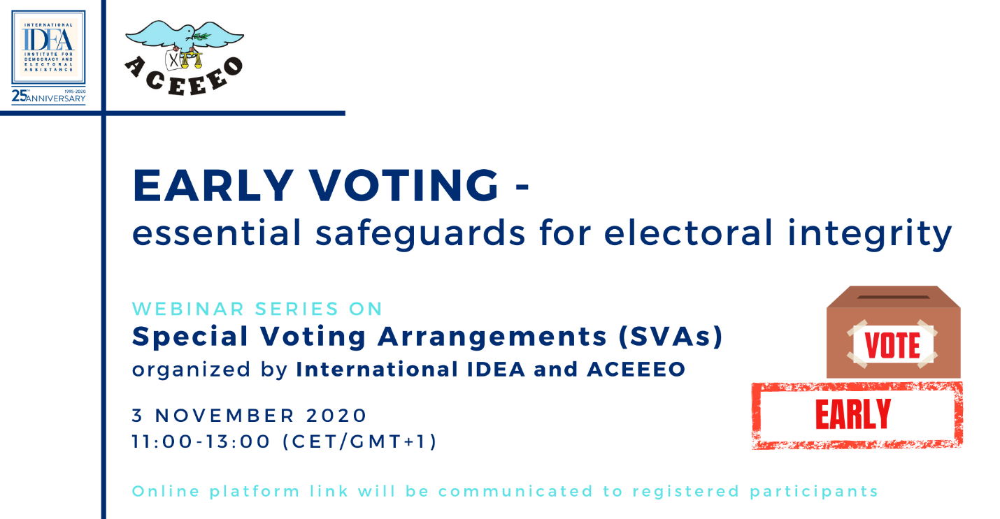 INTERNATIONAL
IDEA
INSTITUTE FOR
DEMOCRACY AND
ELECTORAL
ASSISTANCE
25TH ANNIVERSARY 1995-2020
X
ACEEEO
EARLY VOTING -
essential safeguards for electoral integrity
WEBINAR SERIES ON
Special Voting Arrangements (SVAs)
organized by International IDEA and ACEEEO
3 NOVEMBER 2020
11:00-13:00 (CET/GMT+1)
VOTE
EARLY
Online platform link will be communicated to registered participants